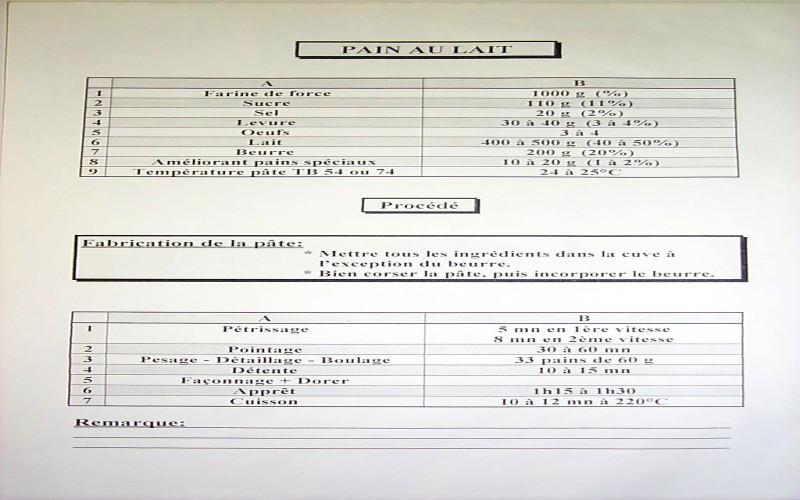 PAIN AU LAIT
A B
1 Farine de force 1000 g (%)
2 Sucre 110 g (11%)
3 Sel 20 g (2%)
4 Levure 30 à 40 g (3 à 4%)
5 Oeufs 3 à 4
6 Lait 400 à 500 g (40 à 50%)
7 Beurre 200 g (20%)
8 Améliorant pains spéciaux 10 à 20 g (1 à 2%)
9 Température pâte TB 54 ou 74 24 à 25°C
Procédé
Fabrication de la pâte:
* Mettre tous les ingrédients dans la cuve à
l'exception du beurre.
* Bien corser la pâte, puis incorporer le beurre.
A B
1 Pétrissage 5 mn en 1ère vitesse
8 mn en 2ème vitesse
2 Pointage 30 à 60 mn
3 Pesage - Détaillage - Boulage 33 pains de 60 g
4 Détente 10 à 15 mn
5 Façonnage + Dorer
6 Apprêt 1h15 à 1h30
7 Cuisson 10 à 12 mn à 220°C
Remarque: